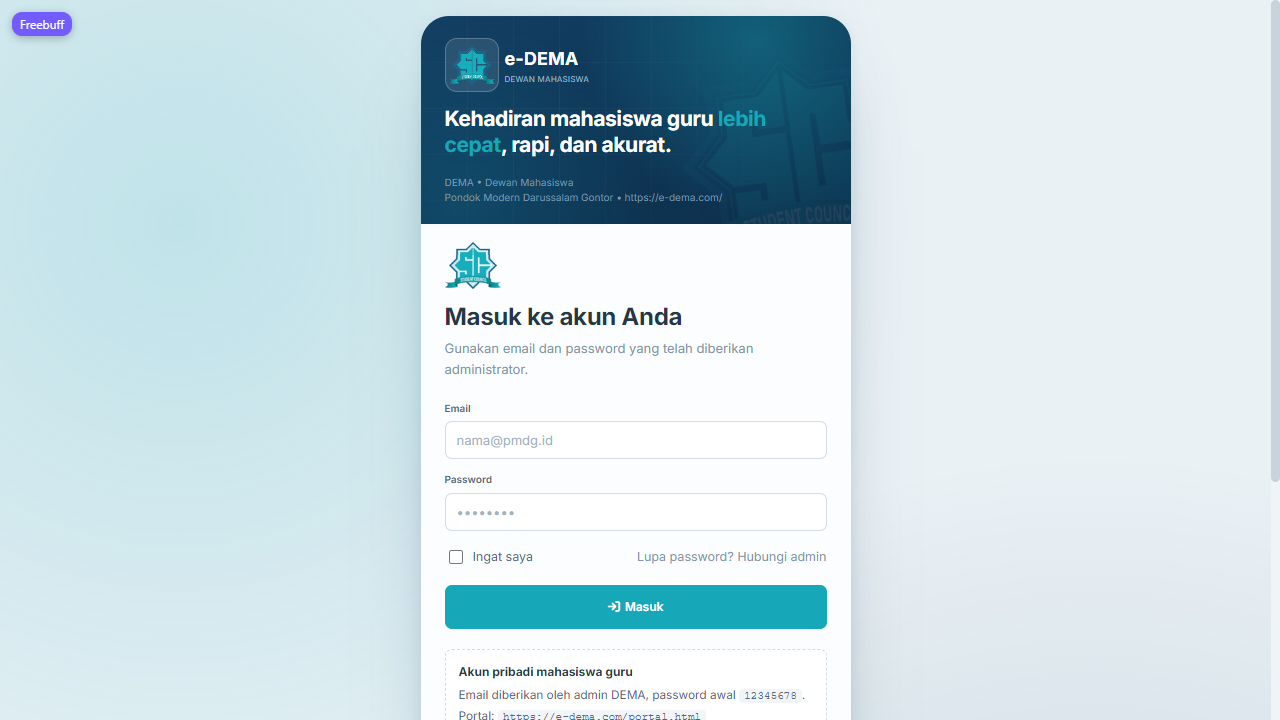 Freebuff
e-DEMA
DEWAN MAHASISWA
Kehadiran mahasiswa guru lebih
cepat, rapi, dan akurat.
DEMA • Dewan Mahasiswa
Pondok Modern Darussalam Gontor • https://e-dema.com/
STUDENT COUNC
Masuk ke akun Anda
Gunakan email dan password yang telah diberikan
administrator.
Email
nama@pmdg.id
Password
••••••••
Ingat saya
Lupa password? Hubungi admin
Masuk
Akun pribadi mahasiswa guru
Email diberikan oleh admin DEMA, password awal 12345678.
Portal: https://e-dema.com/portal.html